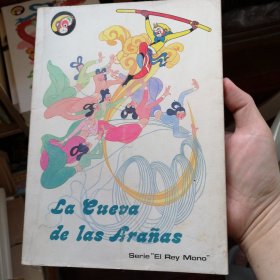 La Cueva
de las Arañas
Serie "El Rey Mono"